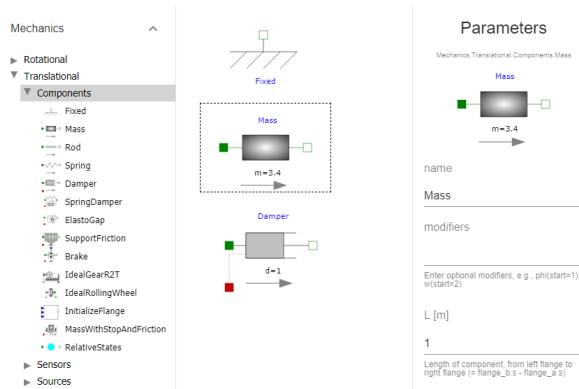 Mechanics
Rotational
Translational
Components
Fixed
Mass
Rod
Spring
Damper
SpringDamper
ElastoGap
SupportFriction
Brake
IdealGearR2T
IdealRollingWheel
InitializeFlange
MassWithStopAndFriction
RelativeStates
Sensors
Sources
Fixed
Mass
m=3.4
Damper
d=1
Parameters
Mechanics.Translational.Components.Mass
Mass
m=3.4
name
Mass
modifiers
Enter optional modifiers, e.g., phi(start=1),
w(start=2)
L [m]
1
Length of component, from left flange to
right flange (= flange_b.s - flange_a.s)